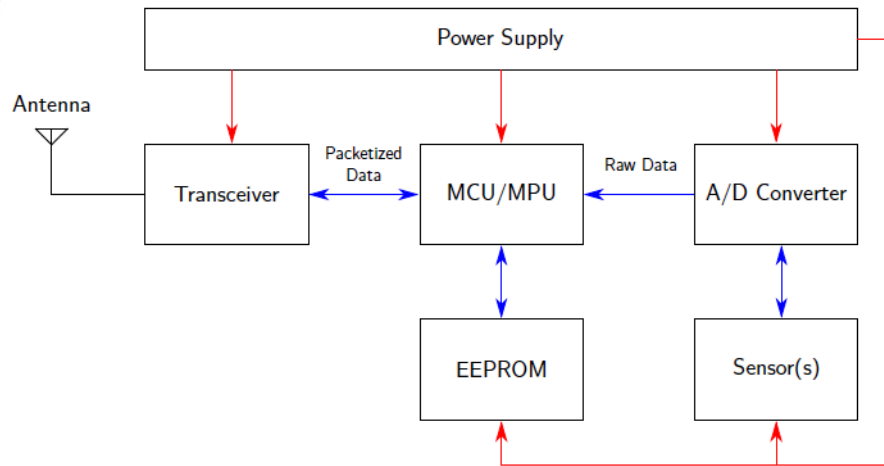 Power Supply
Antenna
Transceiver
Packetized
Data
MCU/MPU
Raw Data
A/D Converter
EEPROM
Sensor(s)